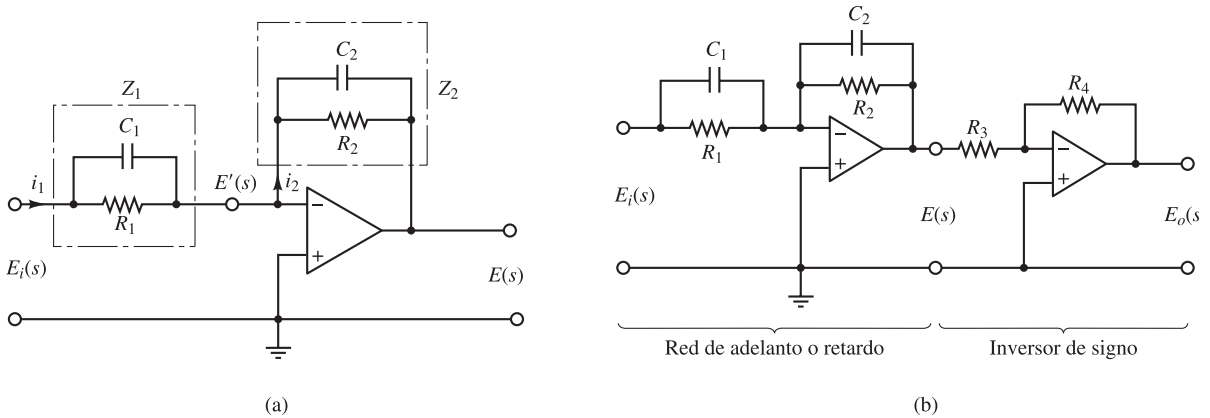 C₂
Z₂
R₂
Z₁
C₁
i₁
R₁
E′(s)
i₂
−
+
Eᵢ(s)
E(s)
(a)
C₂
C₁
R₂
R₁
−
+
R₄
R₃
−
+
Eᵢ(s)
E(s)
Eₒ(s
Red de adelanto o retardo
Inversor de signo
(b)